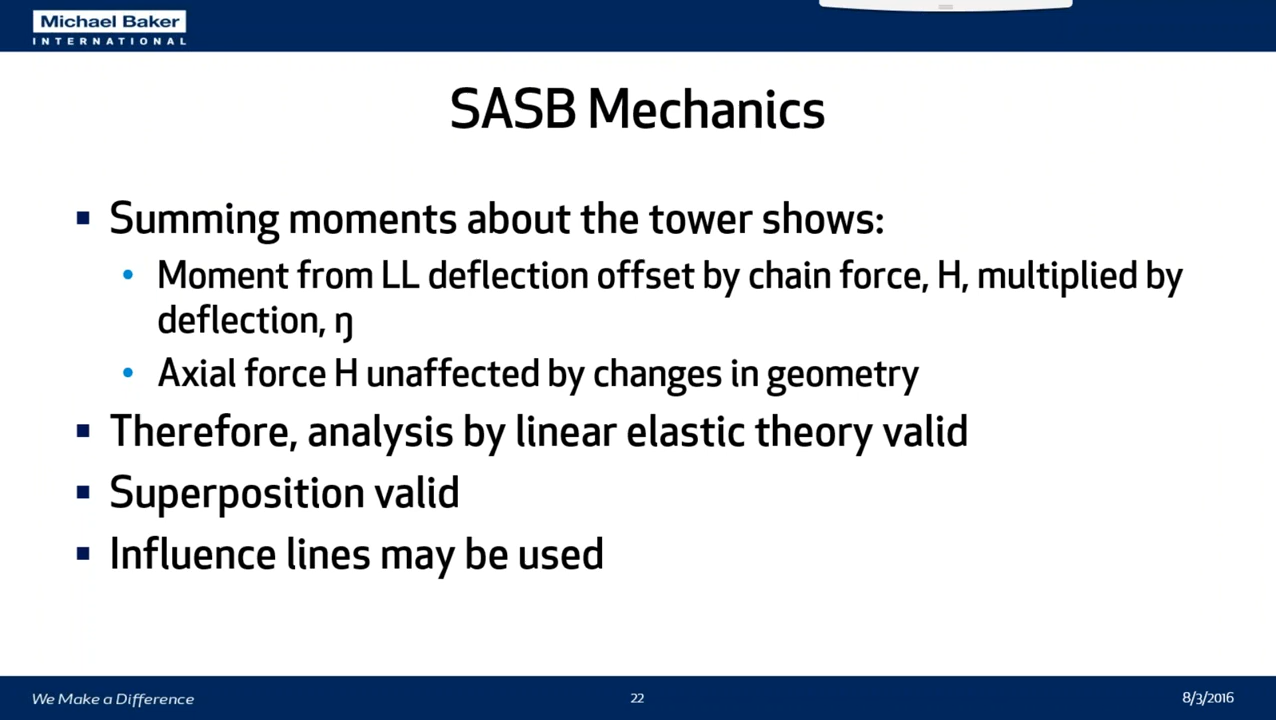 Michael Baker
INTERNATIONAL
SASB Mechanics
Summing moments about the tower shows:
Moment from LL deflection offset by chain force, H, multiplied by
deflection, ŋ
Axial force H unaffected by changes in geometry
Therefore, analysis by linear elastic theory valid
Superposition valid
Influence lines may be used
We Make a Difference
22
8/3/2016